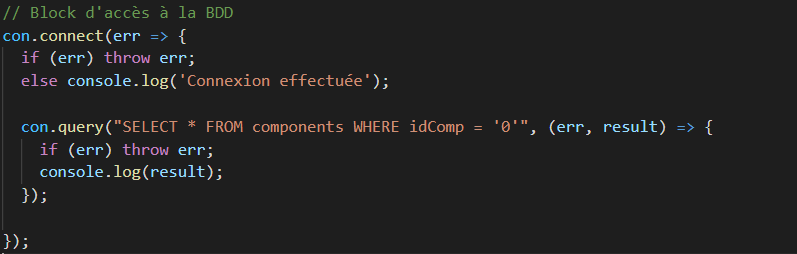 // Block d'accès à la BDD
con.connect(err => {
  if (err) throw err;
  else console.log('Connexion effectuée');
  con.query("SELECT * FROM components WHERE idComp = '0'", (err, result) => {
    if (err) throw err;
    console.log(result);
  });
});